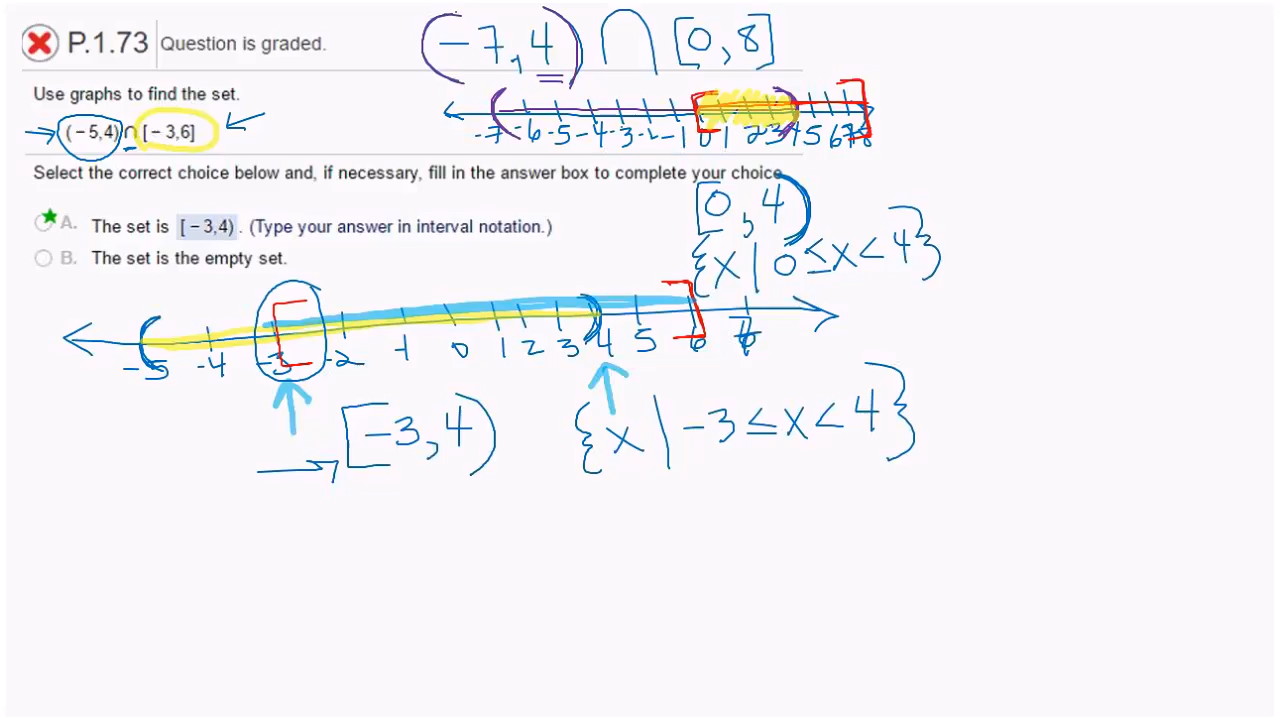 P.1.73 Question is graded.
(-7, 4) ∩ [0, 8]
Use graphs to find the set.
(-5,4) ∩ [-3,6]
-7 -6 -5 -4 -3 -2 -1 0 1 2 3 4 5 6 7 8
Select the correct choice below and, if necessary, fill in the answer box to complete your choice.
A. The set is [-3,4). (Type your answer in interval notation.)
B. The set is the empty set.
[0, 4)
{x | 0 ≤ x < 4}
-5 -4 -3 -2 -1 0 1 2 3 4 5 6
[-3, 4) {x | -3 ≤ x < 4}